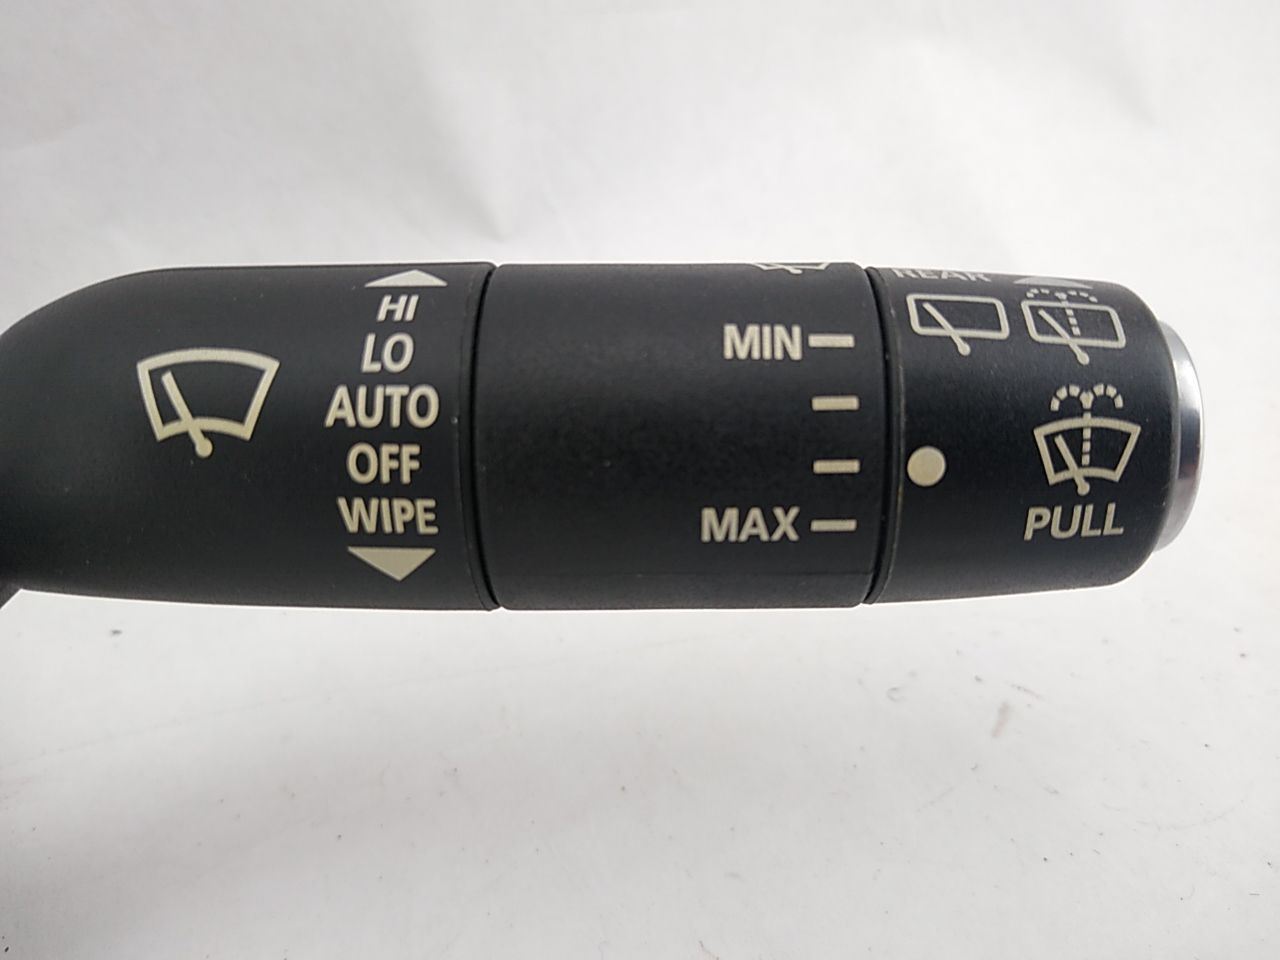 HI
LO
AUTO
OFF
WIPE
MIN
MAX
REAR
PULL